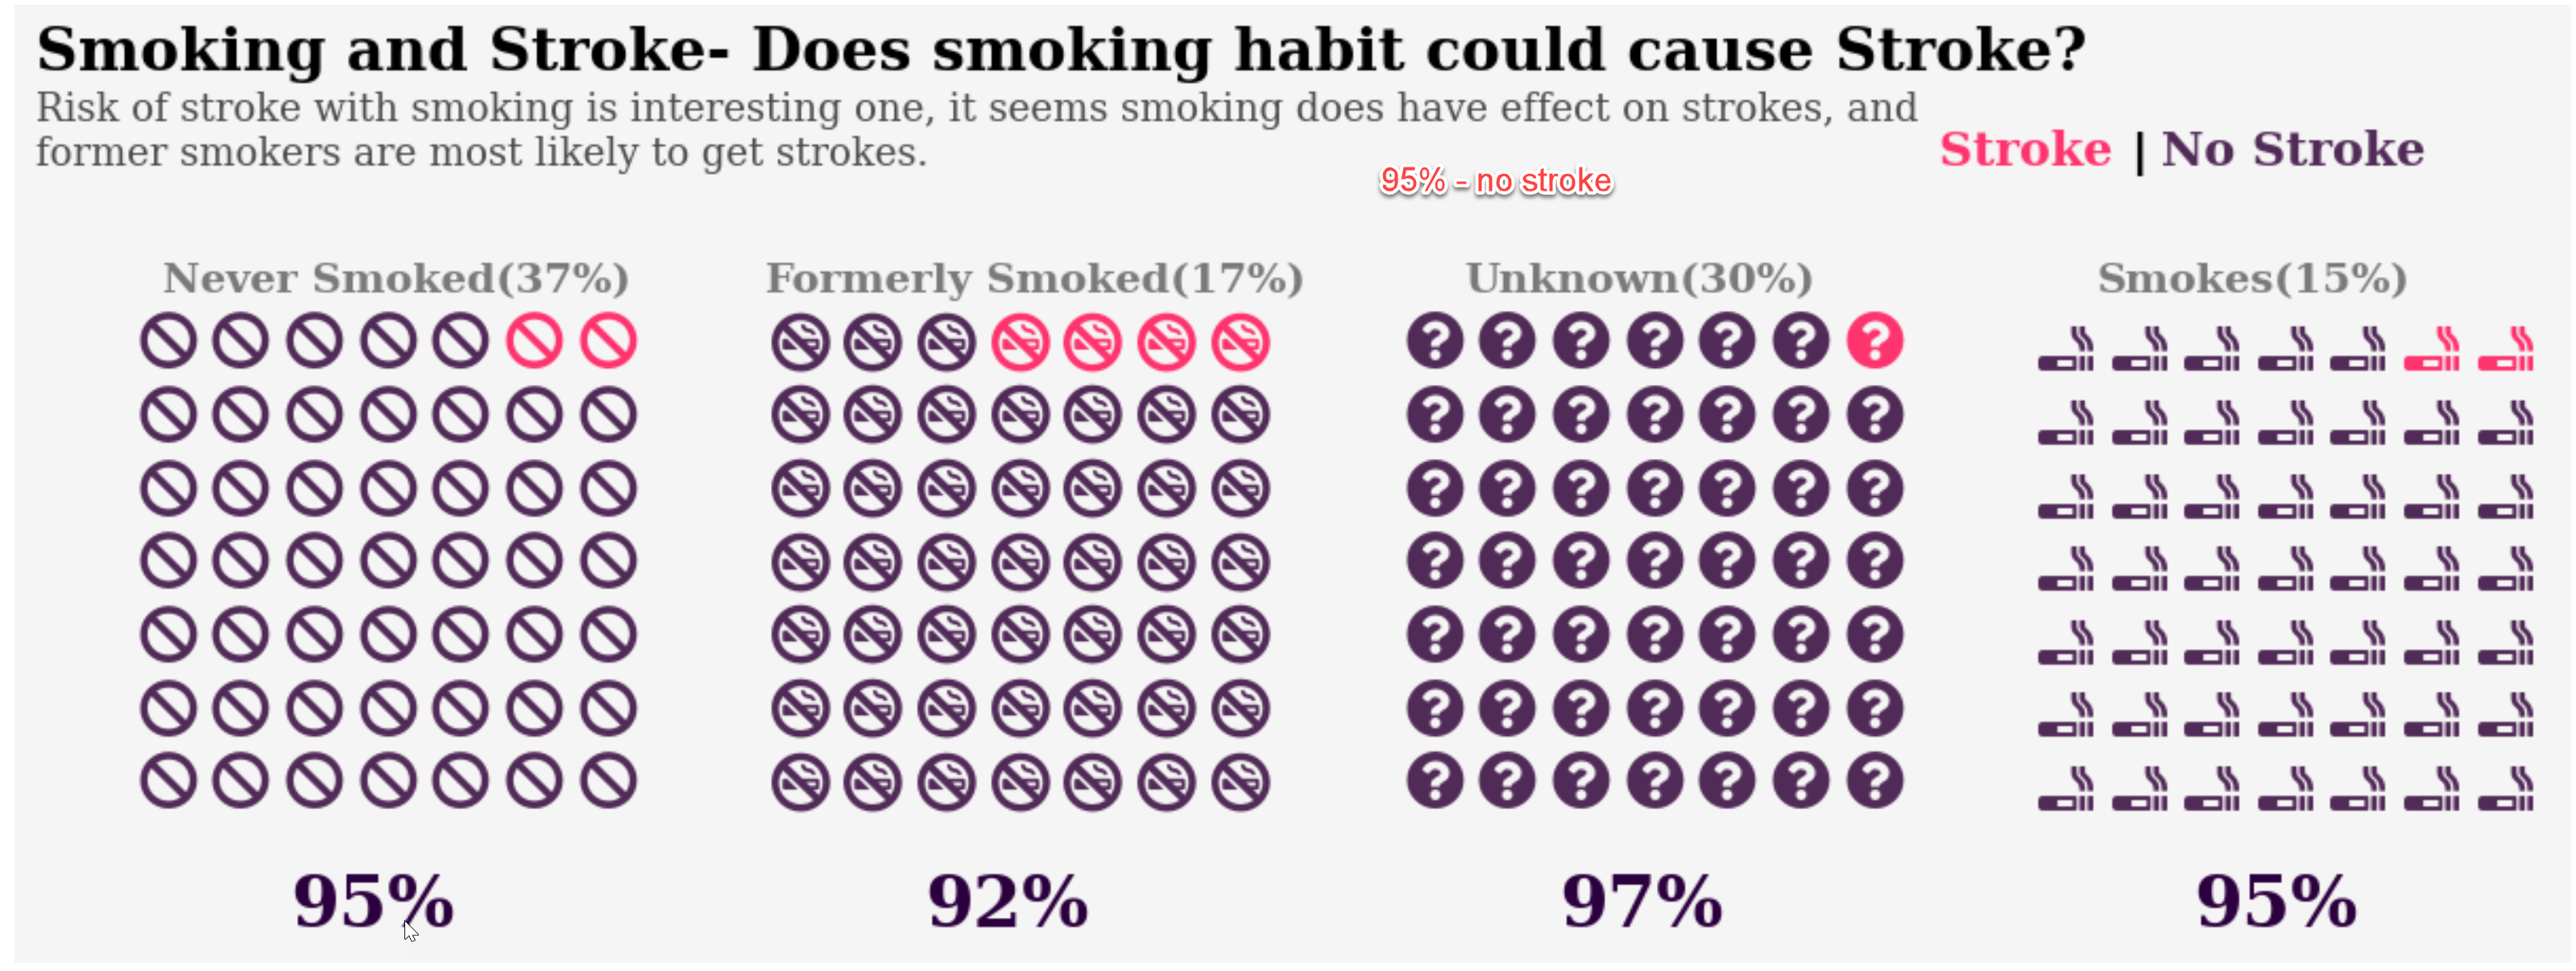 Smoking and Stroke- Does smoking habit could cause Stroke?
Risk of stroke with smoking is interesting one, it seems smoking does have effect on strokes, and
former smokers are most likely to get strokes.
Stroke | No Stroke
95% - no stroke
Never Smoked(37%)
Formerly Smoked(17%)
Unknown(30%)
Smokes(15%)
95%
92%
97%
95%